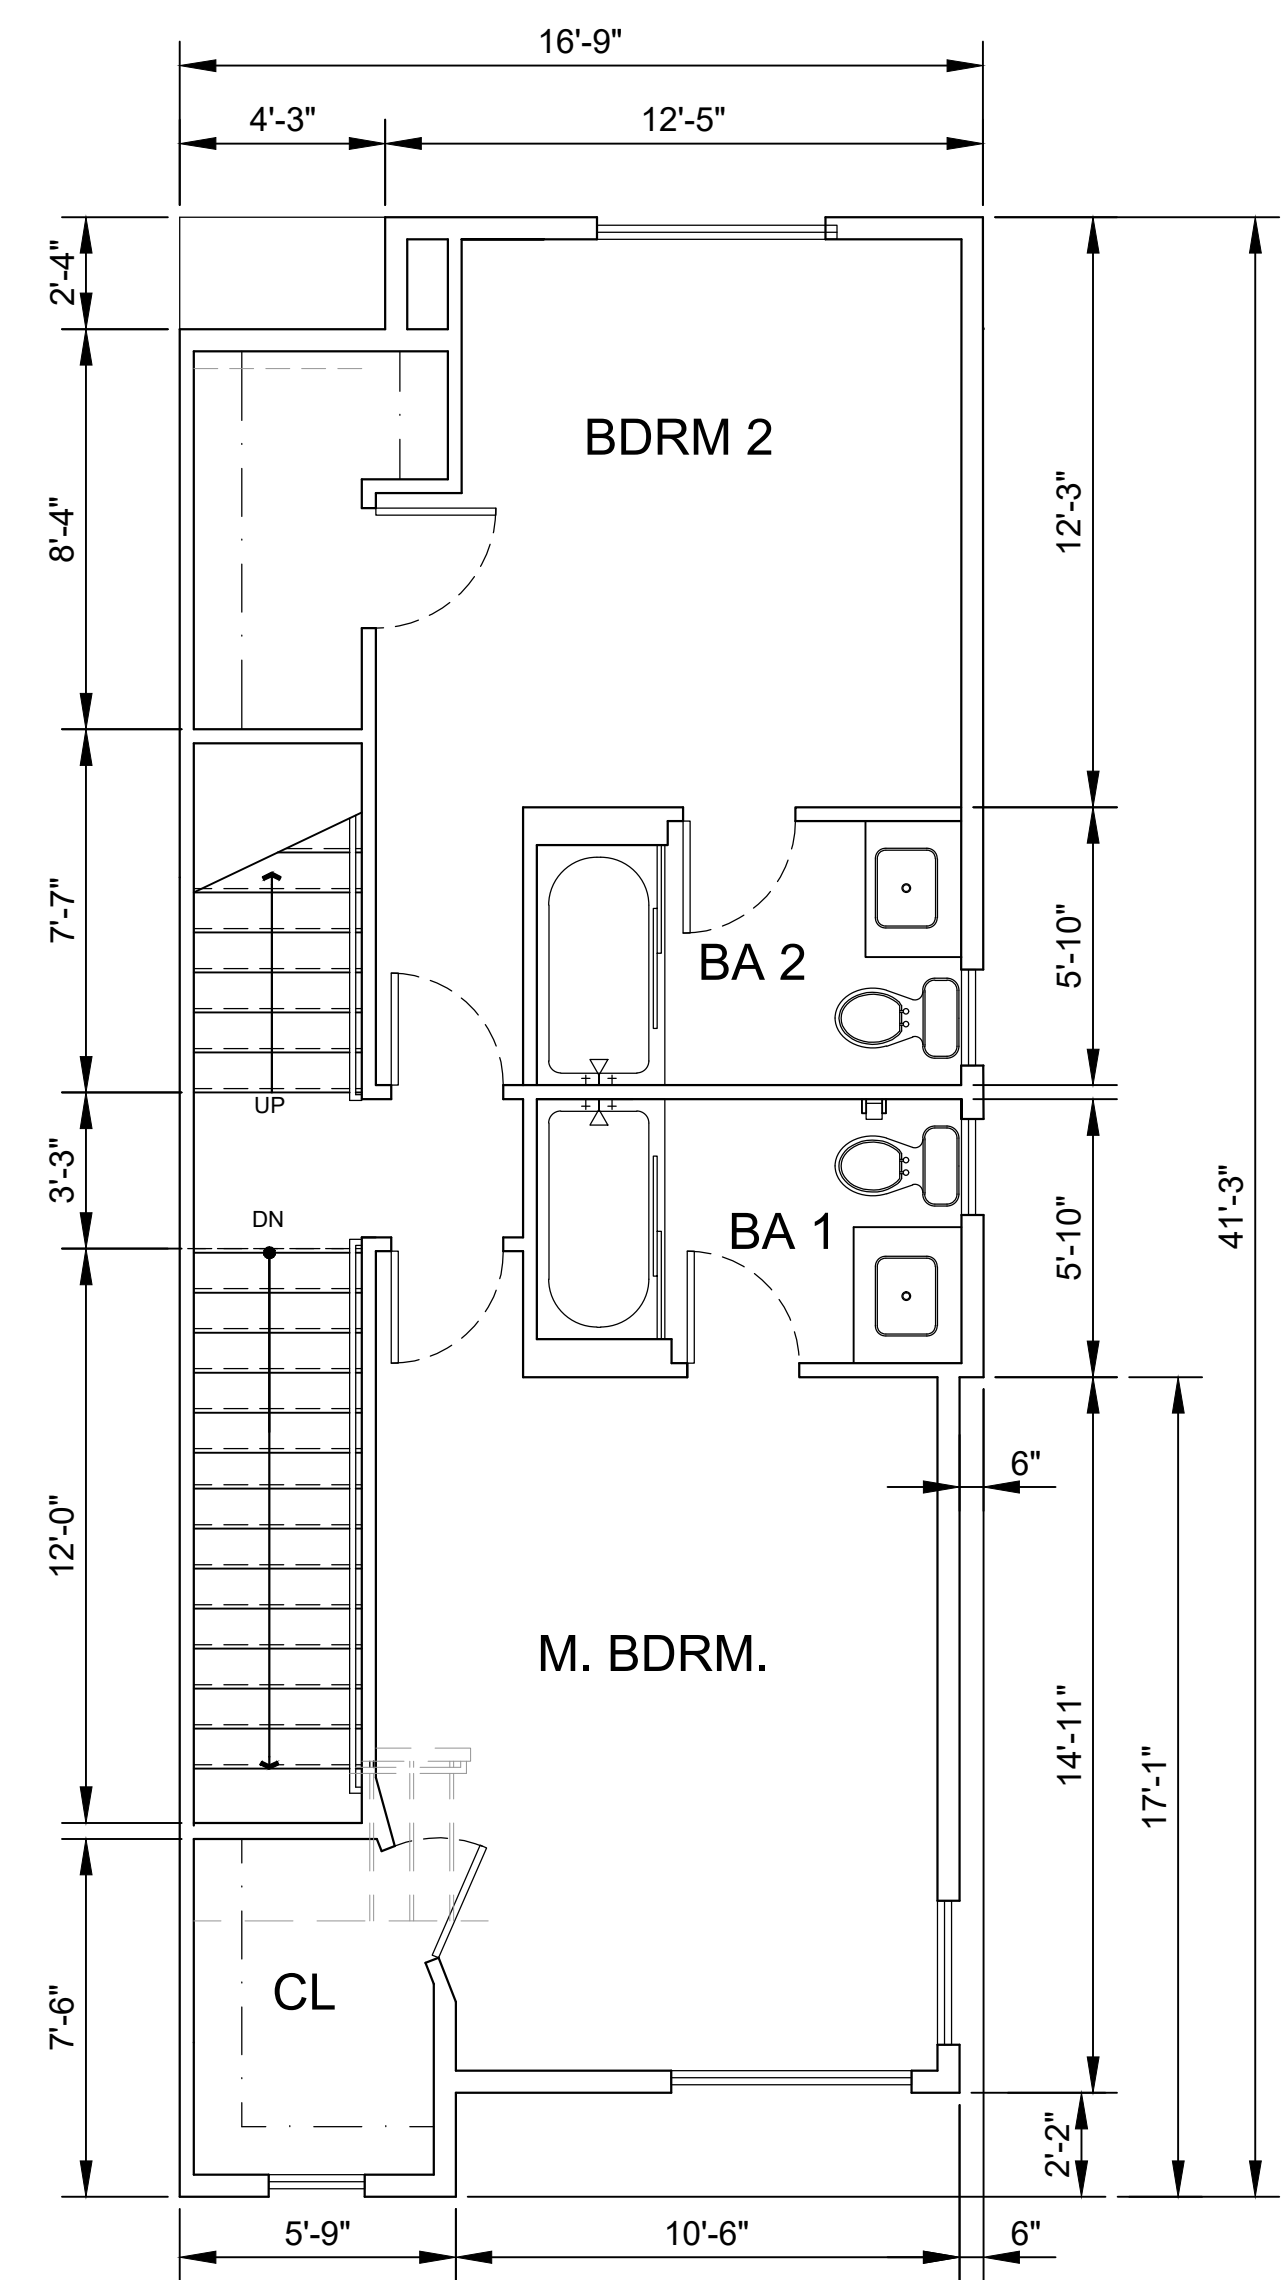 16'-9"
4'-3"
12'-5"
2'-4"
BDRM 2
8'-4"
12'-3"
7'-7"
BA 2
5'-10"
UP
3'-3"
DN
BA 1
5'-10"
41'-3"
6"
12'-0"
M. BDRM.
14'-11"
17'-1"
CL
7'-6"
2'-2"
5'-9"
10'-6"
6"